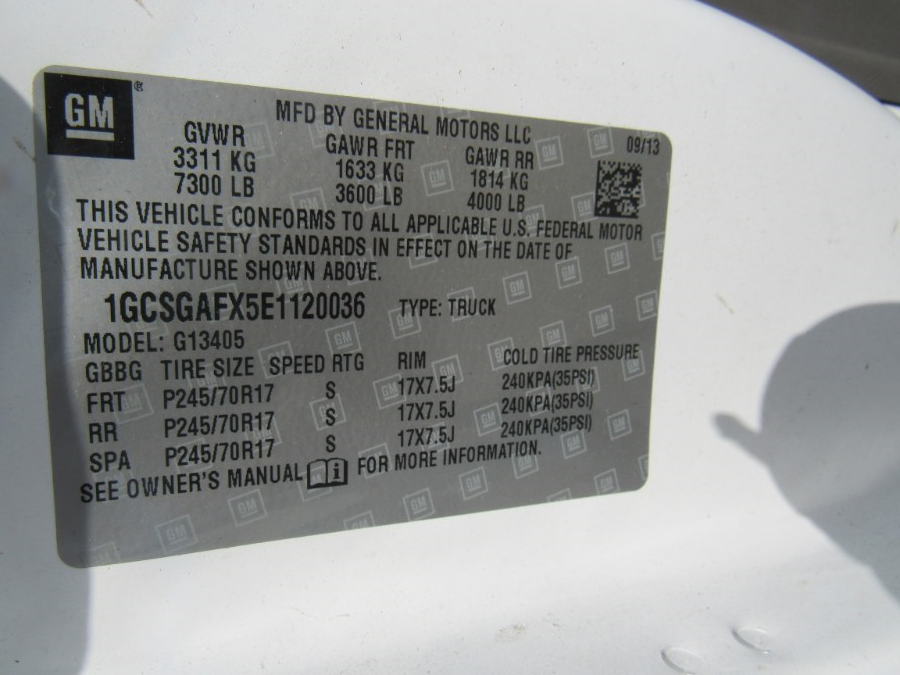 GM ®
MFD BY GENERAL MOTORS LLC
09/13
GVWR GAWR FRT GAWR RR
3311 KG 1633 KG 1814 KG
7300 LB 3600 LB 4000 LB
THIS VEHICLE CONFORMS TO ALL APPLICABLE U.S. FEDERAL MOTOR
VEHICLE SAFETY STANDARDS IN EFFECT ON THE DATE OF
MANUFACTURE SHOWN ABOVE.
1GCSGAFX5E1120036 TYPE: TRUCK
MODEL: G13405
GBBG TIRE SIZE SPEED RTG RIM COLD TIRE PRESSURE
FRT P245/70R17 S 17X7.5J 240KPA(35PSI)
RR P245/70R17 S 17X7.5J 240KPA(35PSI)
SPA P245/70R17 S 17X7.5J 240KPA(35PSI)
SEE OWNER'S MANUAL i FOR MORE INFORMATION.